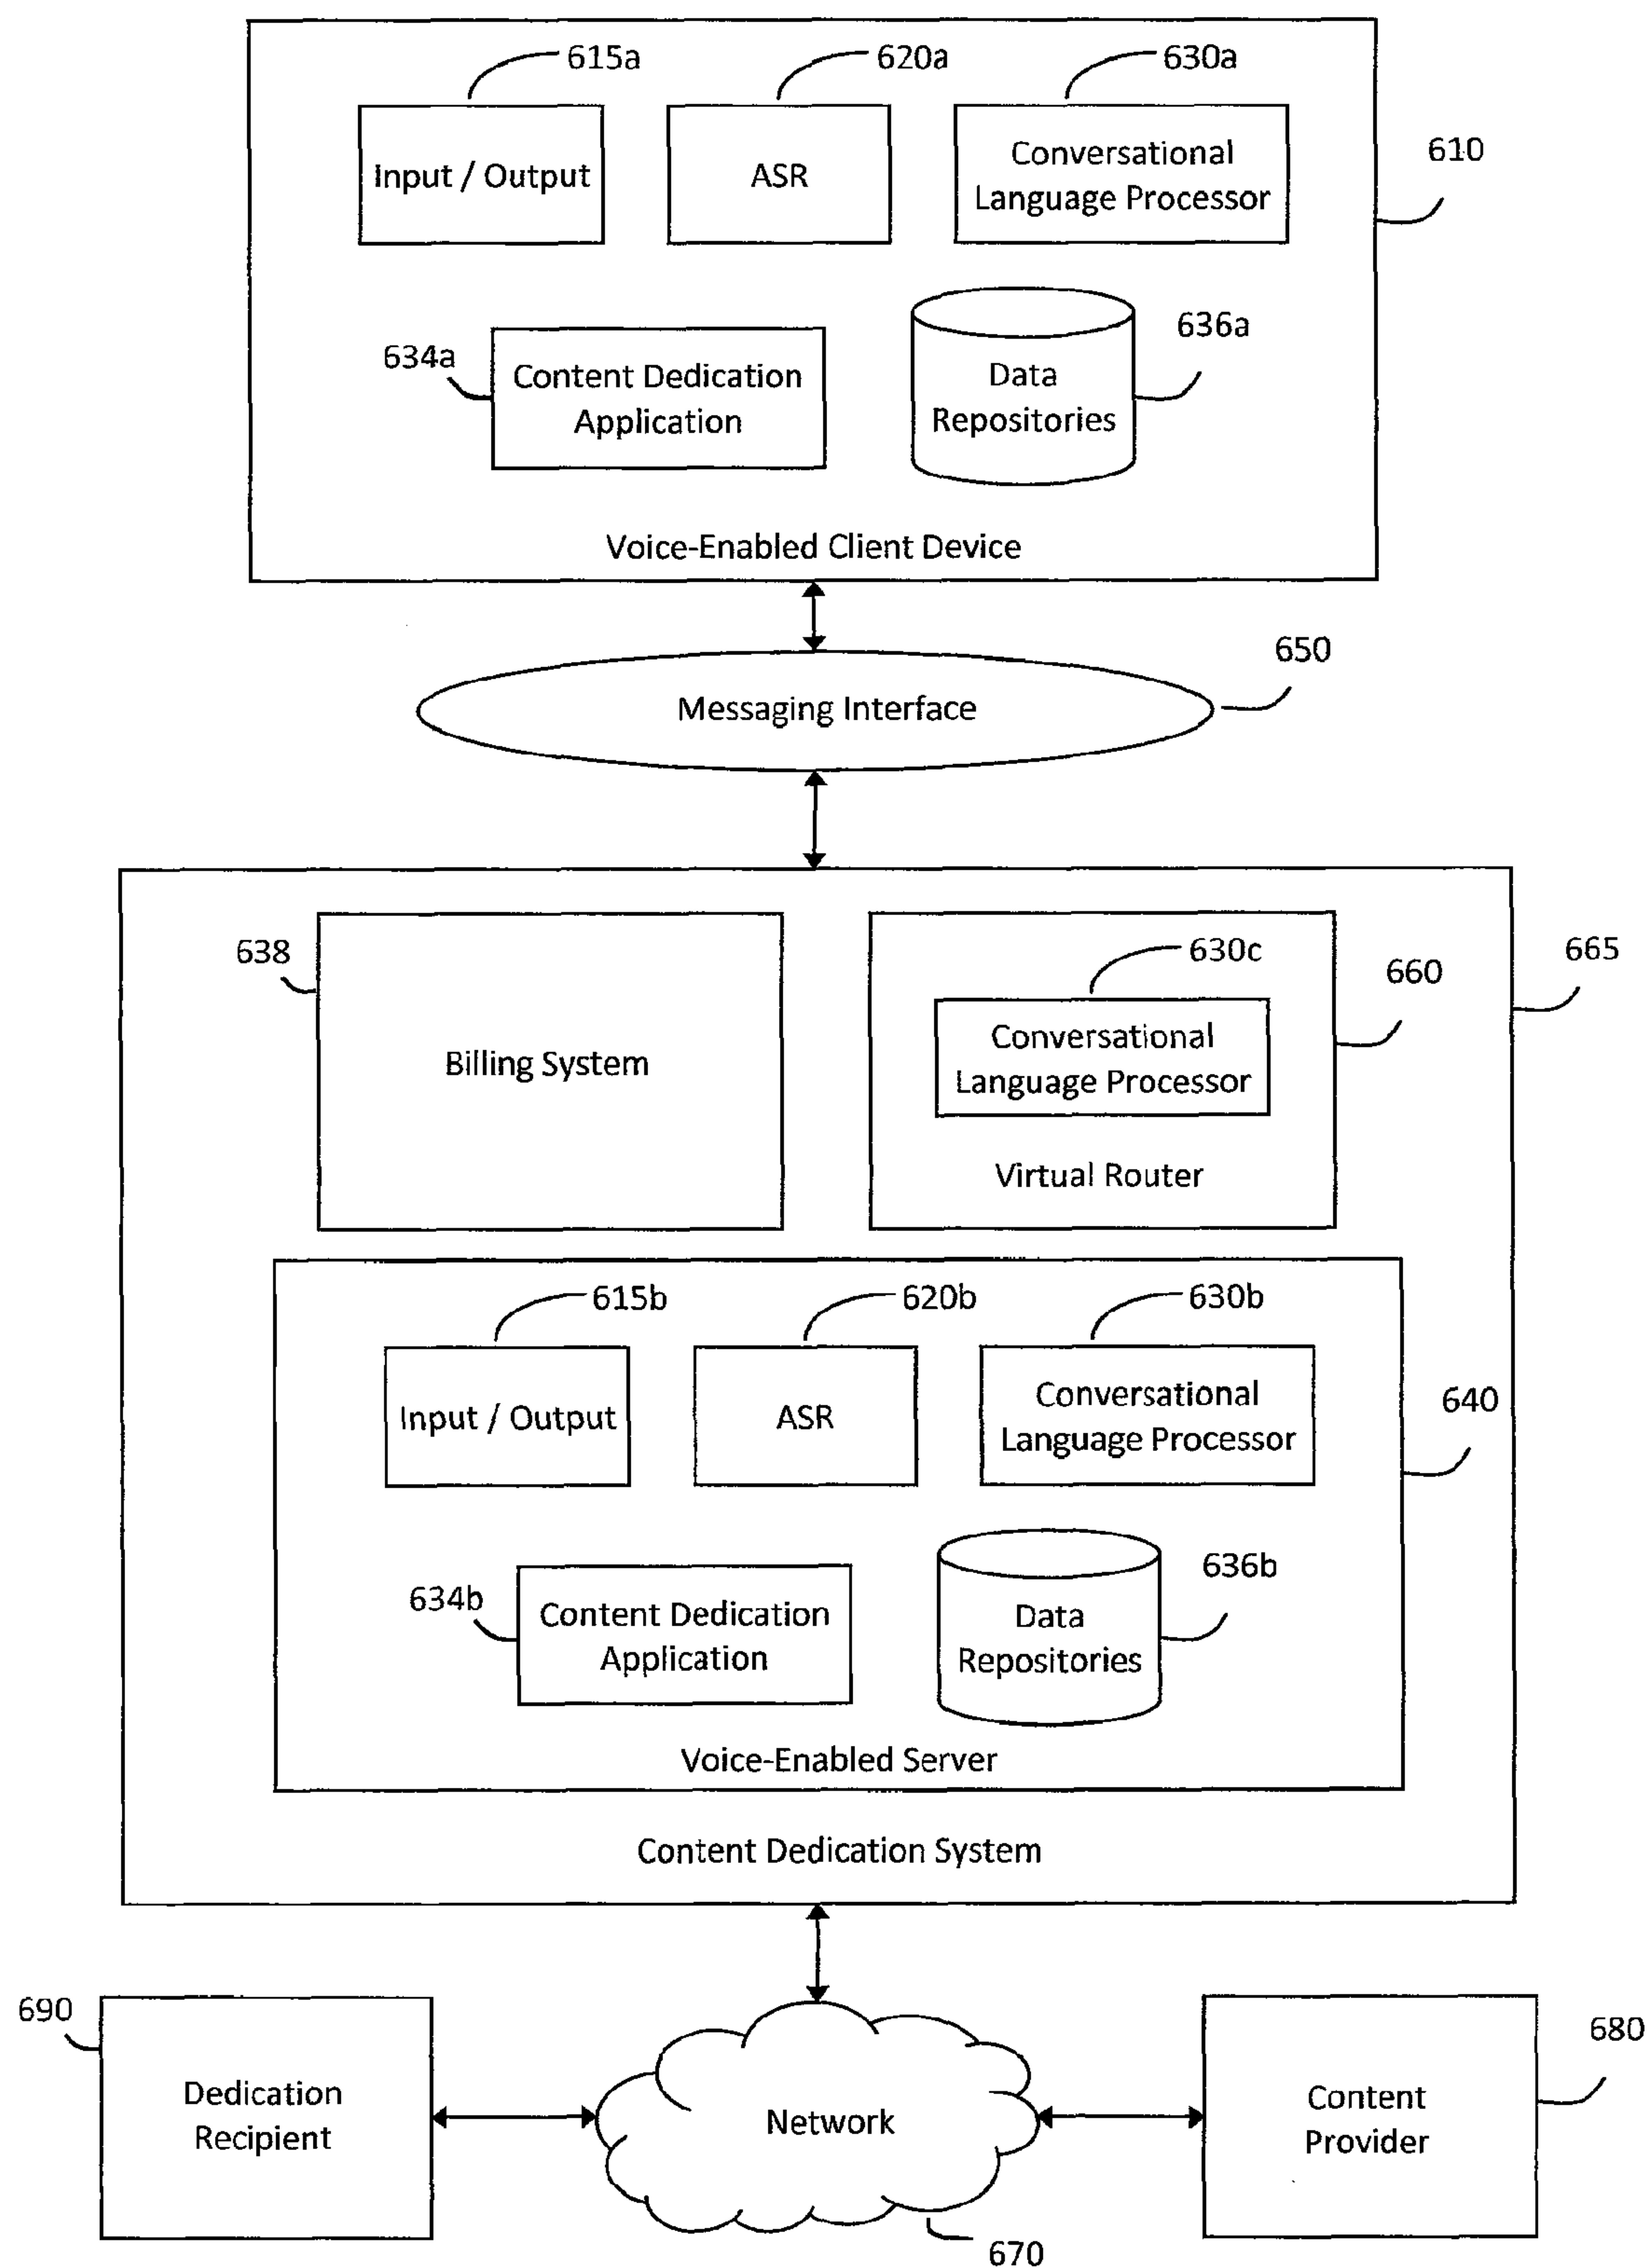 615a
620a
630a
Input / Output
ASR
Conversational
Language Processor
610
634a
Content Dedication
Application
Data
Repositories
636a
Voice-Enabled Client Device
Messaging Interface
650
638
Billing System
630c
Conversational
Language Processor
Virtual Router
660
665
615b
620b
630b
Input / Output
ASR
Conversational
Language Processor
640
634b
Content Dedication
Application
Data
Repositories
636b
Voice-Enabled Server
Content Dedication System
690
Dedication
Recipient
Network
670
Content
Provider
680